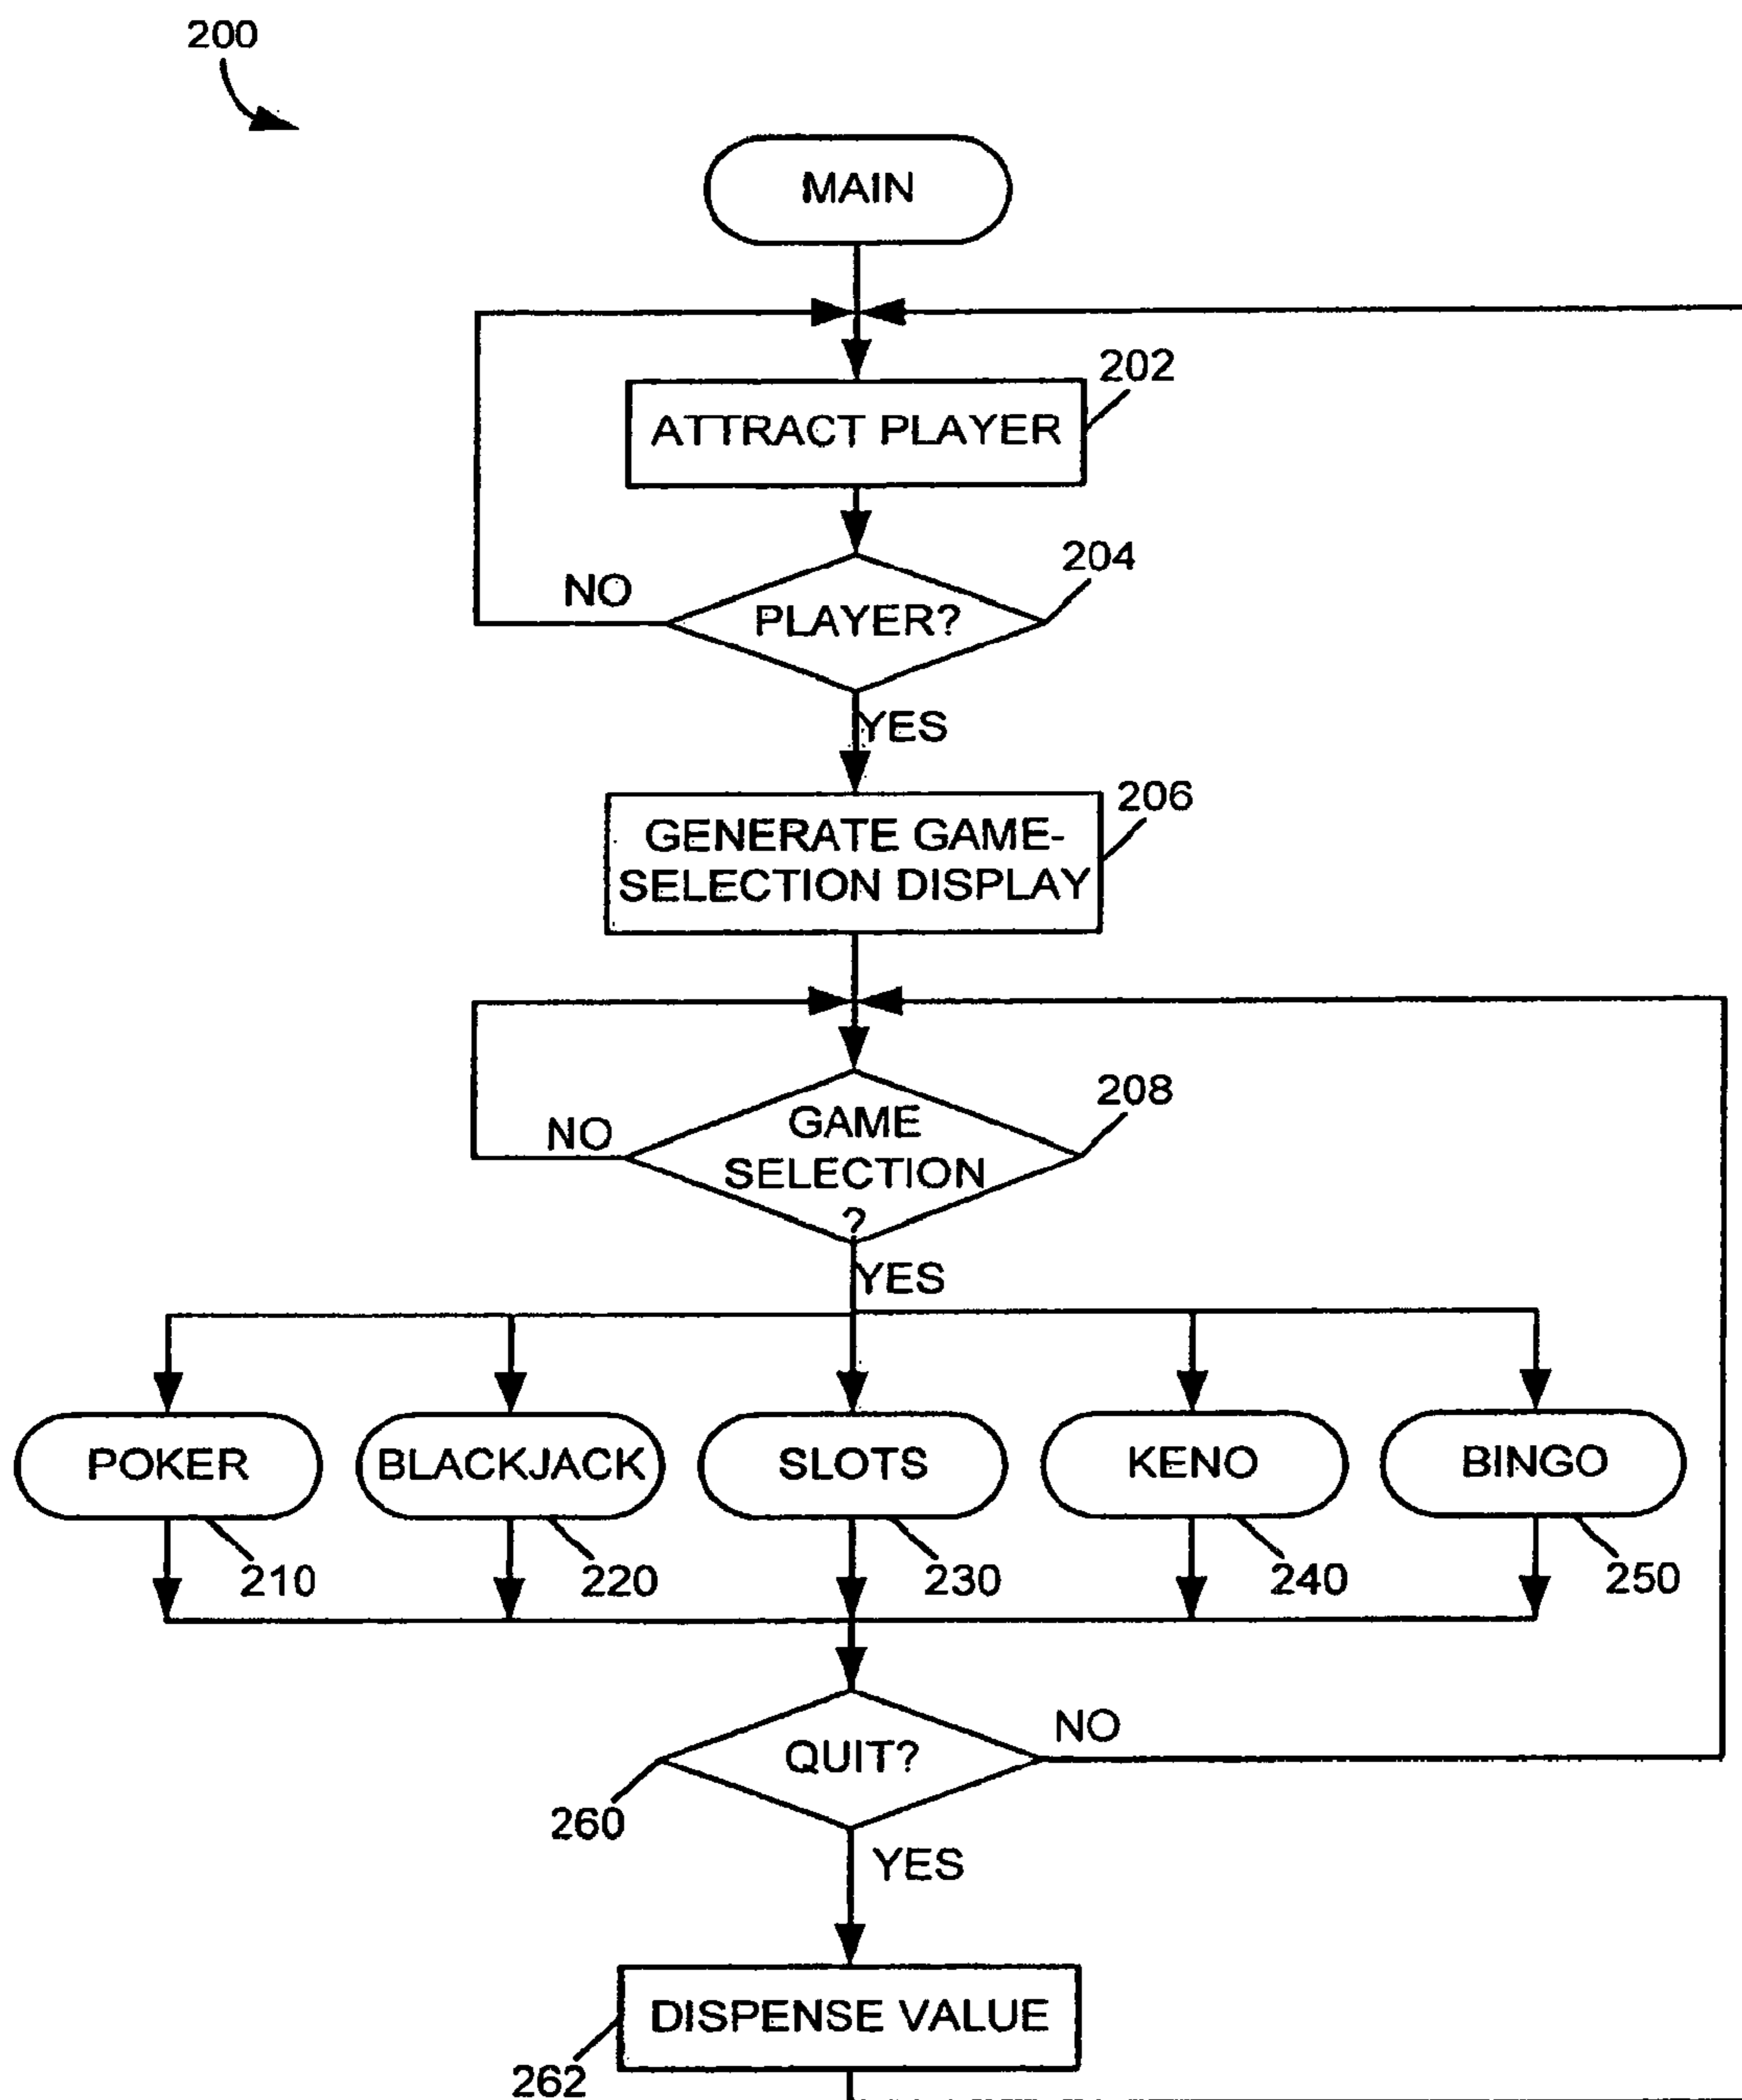 200
MAIN
202
ATTRACT PLAYER
204
NO
PLAYER?
YES
206
GENERATE GAME-
SELECTION DISPLAY
208
NO
GAME
SELECTION
?
YES
POKER
BLACKJACK
SLOTS
KENO
BINGO
210
220
230
240
250
NO
QUIT?
260
YES
DISPENSE VALUE
262